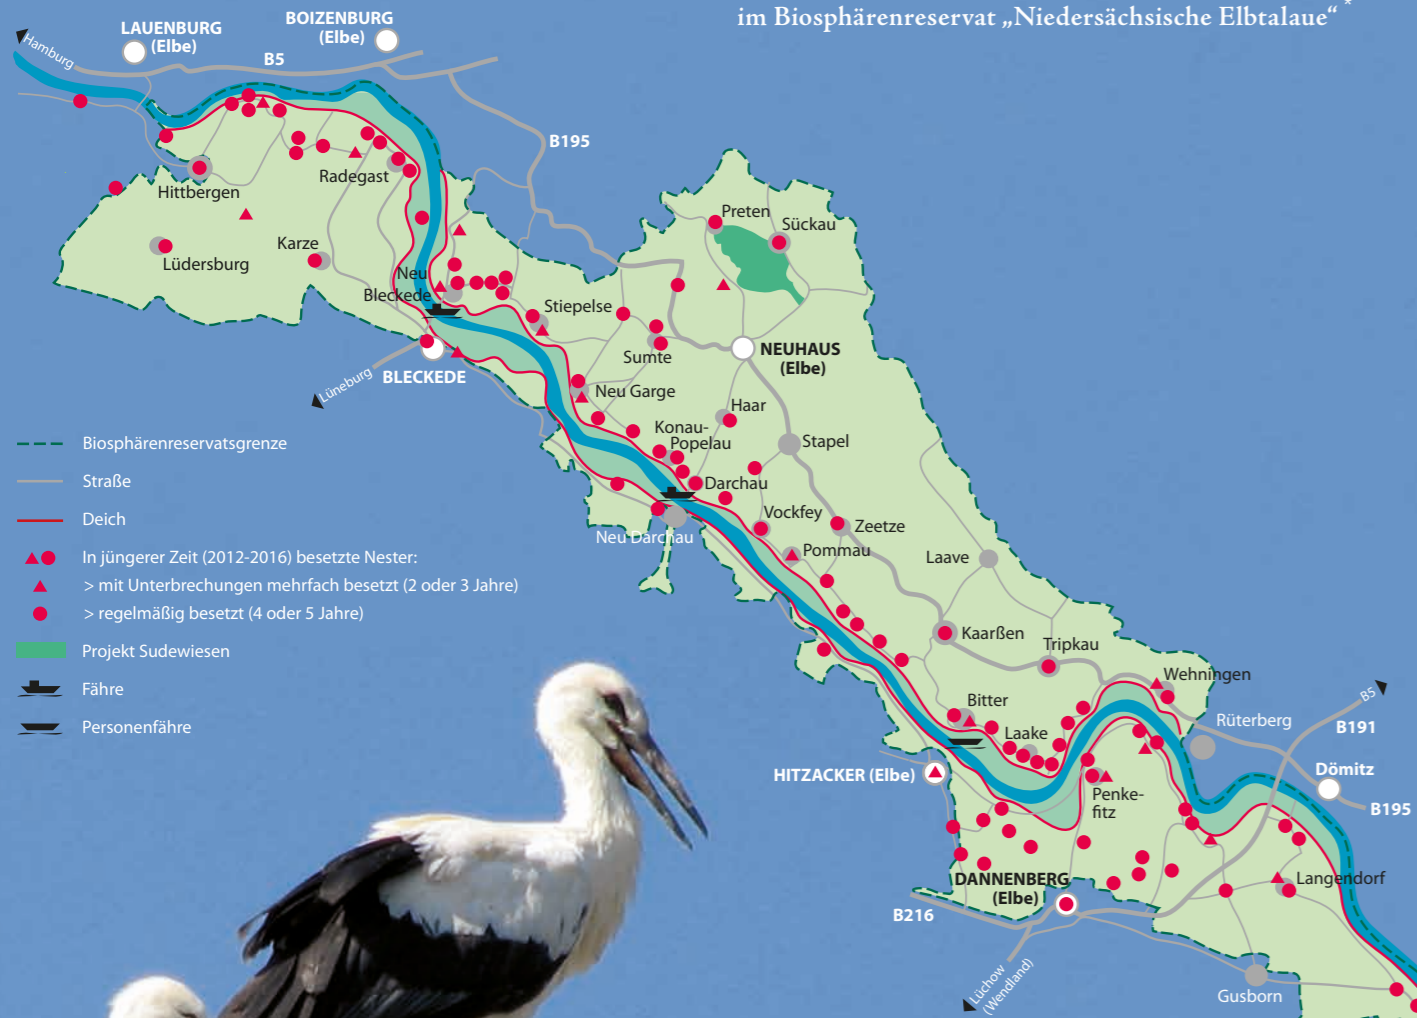 im Biosphärenreservat „Niedersächsische Elbtalaue“ *
LAUENBURG
(Elbe)
BOIZENBURG
(Elbe)
Hamburg
B5
B195
Radegast
Hittbergen
Lüdersburg
Karze
Neu
Bleckede
BLECKEDE
Lüneburg
Preten
Sückau
Stiepelse
Sumte
NEUHAUS
(Elbe)
Neu Garge
Haar
Konau-
Popelau
Stapel
Darchau
Vockfey
Zeetze
Neu Darchau
Pommau
Laave
Kaarßen
Tripkau
Wehningen
Bitter
Laake
Rüterberg
B5
B191
HITZACKER (Elbe)
Dömitz
B195
Penke-
fitz
DANNENBERG
(Elbe)
Langendorf
B216
Lüchow
(Wendland)
Gusborn
Biosphärenreservatsgrenze
Straße
Deich
In jüngerer Zeit (2012-2016) besetzte Nester:
> mit Unterbrechungen mehrfach besetzt (2 oder 3 Jahre)
> regelmäßig besetzt (4 oder 5 Jahre)
Projekt Sudewiesen
Fähre
Personenfähre